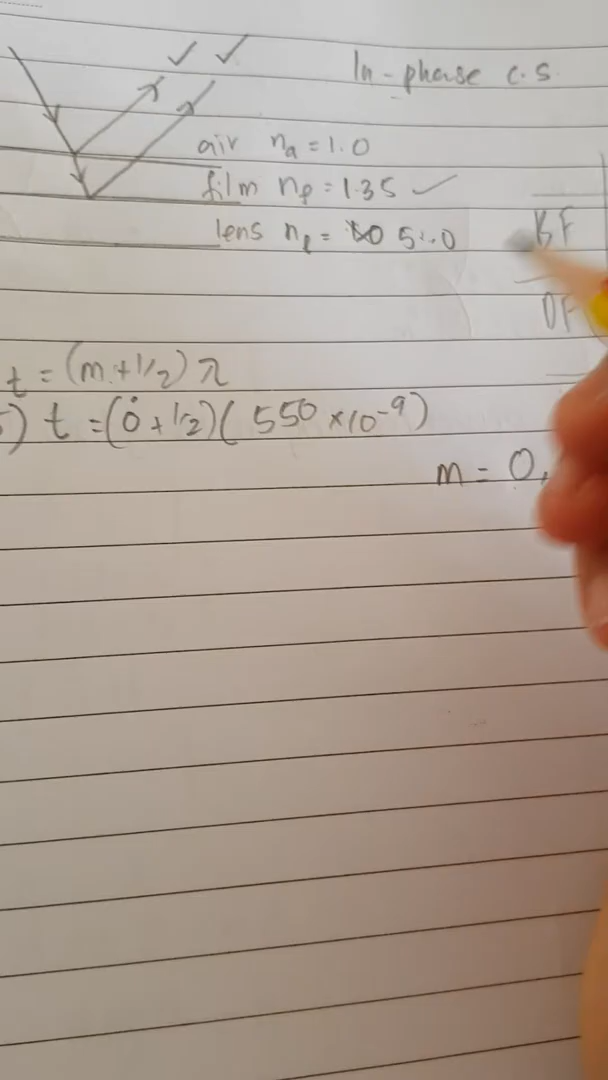 In-phase C.S.
air na = 1.0
film nf = 1.35 ✓
lens nl = 5
BF
DF
t = (m + 1/2) λ
5) t = (0 + 1/2)( 550 × 10⁻⁹)
m = 0,